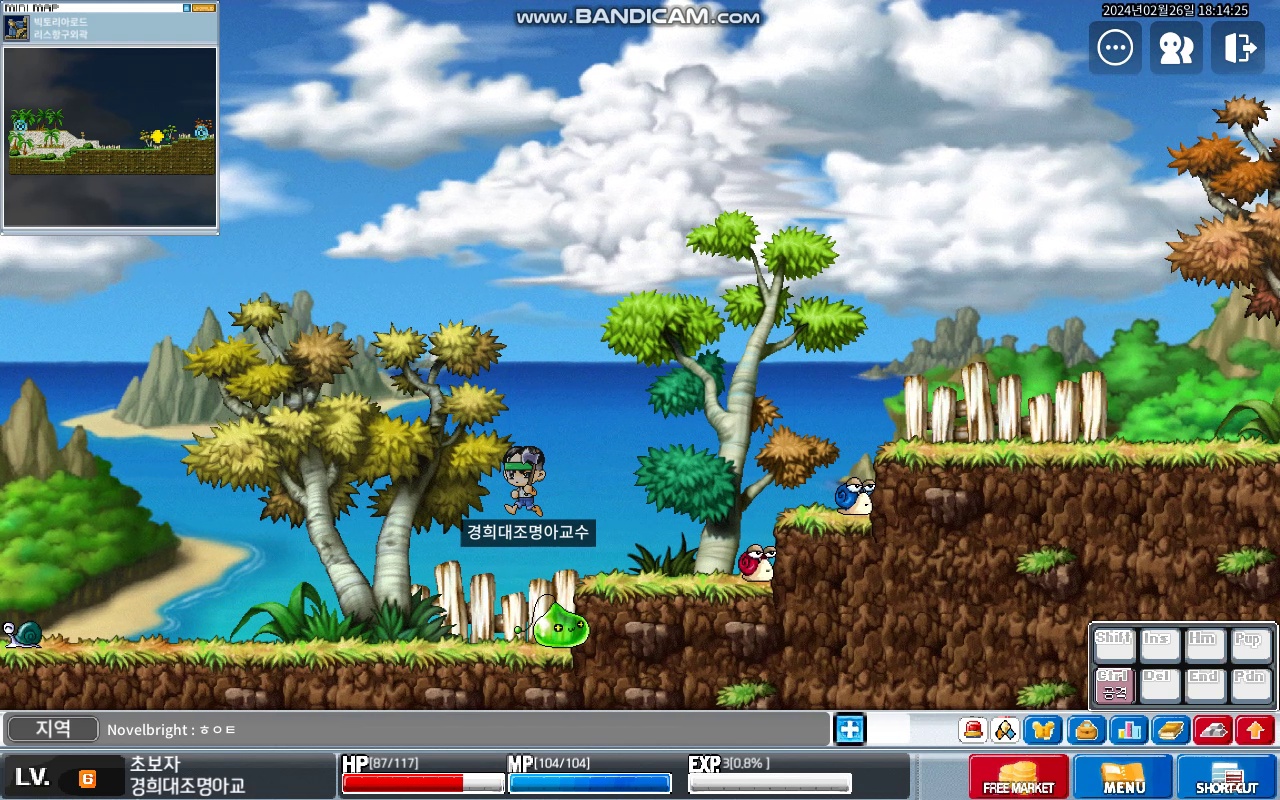 www.BANDICAM.com
2024년02월26일 18:14:25
MINI MAP
빅토리아로드
리스항구외곽
경희대조명아교수
Shift Ins Hm Pup
Ctrl Del End Pdn
공격
지역 Novelbright : ㅎㅇㅌ
LV. 6
초보자
경희대조명아교
HP[87/117] MP[104/104] EXP 3[0.8% ]
FREE MARKET MENU SHORTCUT